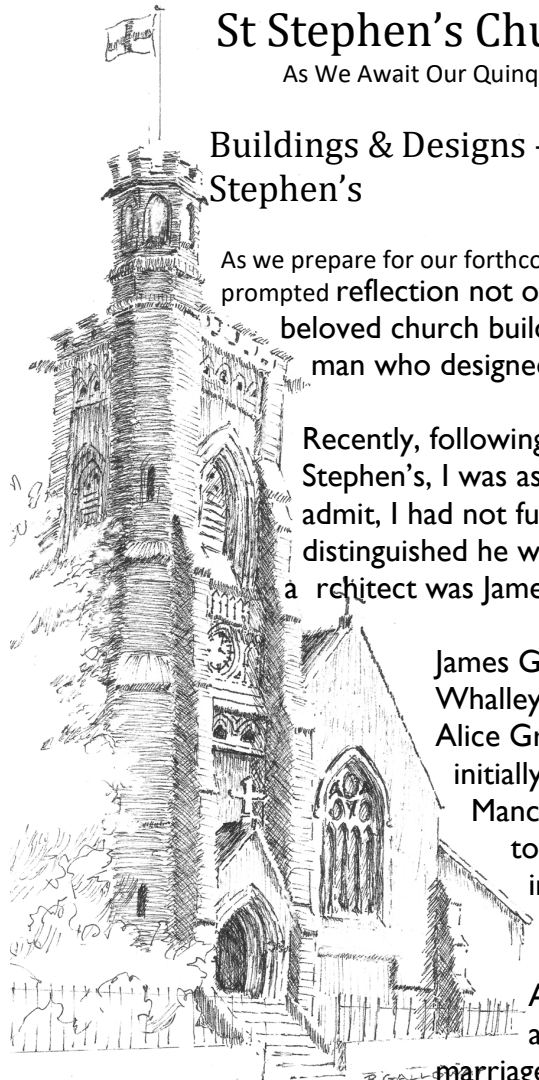 St Stephen’s Chu
As We Await Our Quinq
Buildings & Designs -
Stephen’s
As we prepare for our forthco
prompted reflection not o
beloved church build
man who designed
Recently, following
Stephen’s, I was as
admit, I had not fu
distinguished he w
a rchitect was Jame
James G
Whalley
Alice Gr
initially
Manc
to
in
A
a
marriage